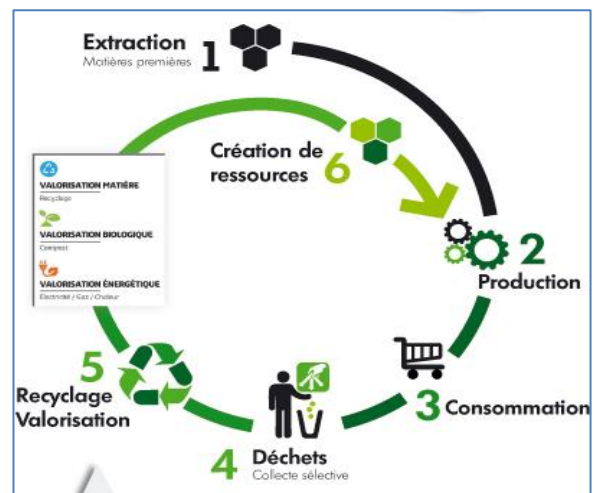 Extraction
Matières premières
1
Création de
ressources
6
VALORISATION MATIÈRE
Recyclage
VALORISATION BIOLOGIQUE
Compost
VALORISATION ÉNERGÉTIQUE
Electricité / Gaz / Chaleur
2
Production
5
Recyclage
Valorisation
3 Consommation
4 Déchets
Collecte sélective